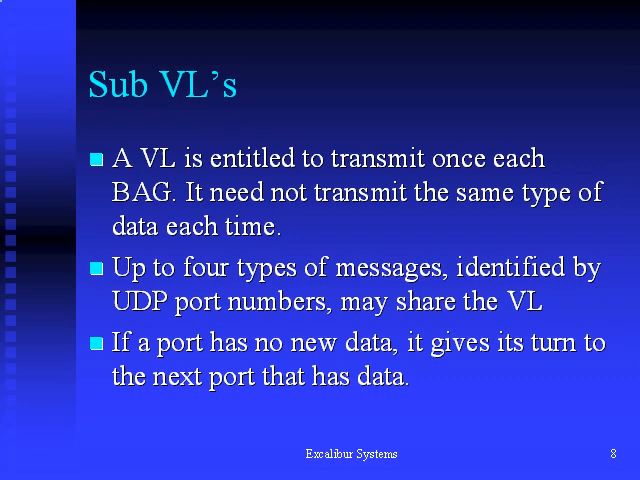 Sub VL’s
A VL is entitled to transmit once each
BAG. It need not transmit the same type of
data each time.
Up to four types of messages, identified by
UDP port numbers, may share the VL
If a port has no new data, it gives its turn to
the next port that has data.
Excalibur Systems
8